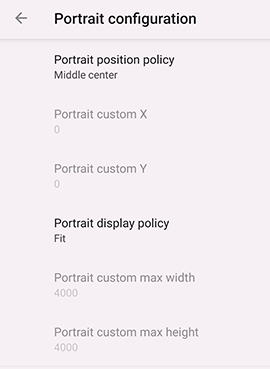 Portrait configuration
Portrait position policy
Middle center
Portrait custom X
0
Portrait custom Y
0
Portrait display policy
Fit
Portrait custom max width
4000
Portrait custom max height
4000